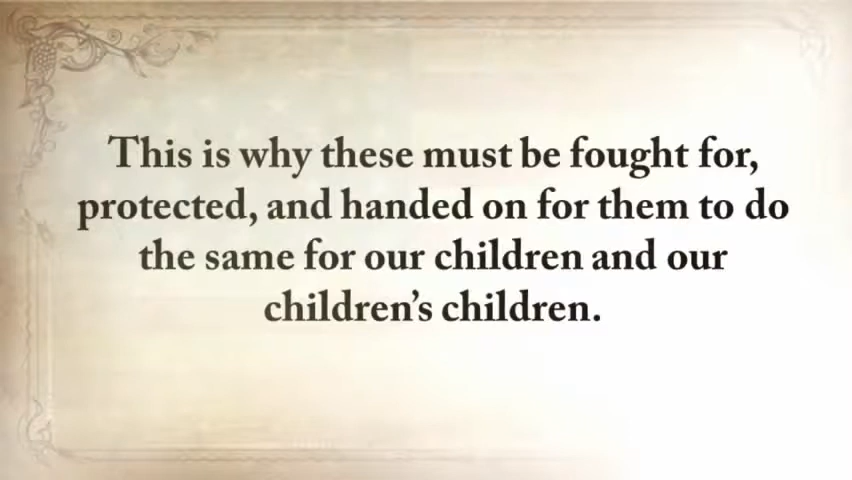 This is why these must be fought for,
protected, and handed on for them to do
the same for our children and our
children’s children.